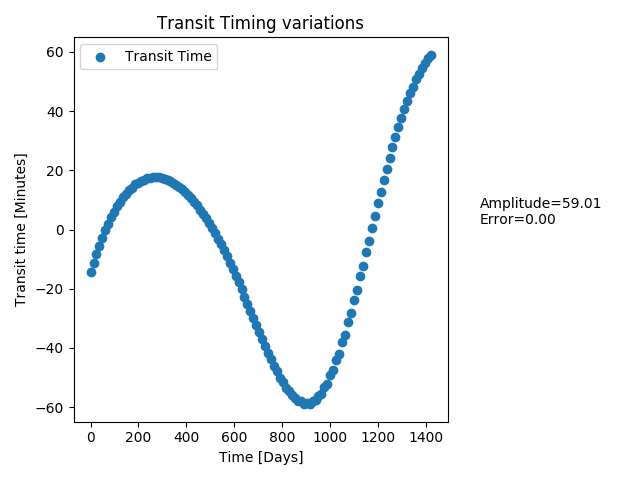 Transit Timing variations
Transit Time
Transit time [Minutes]
60
40
20
0
−20
−40
−60
0 200 400 600 800 1000 1200 1400
Time [Days]
Amplitude=59.01
Error=0.00